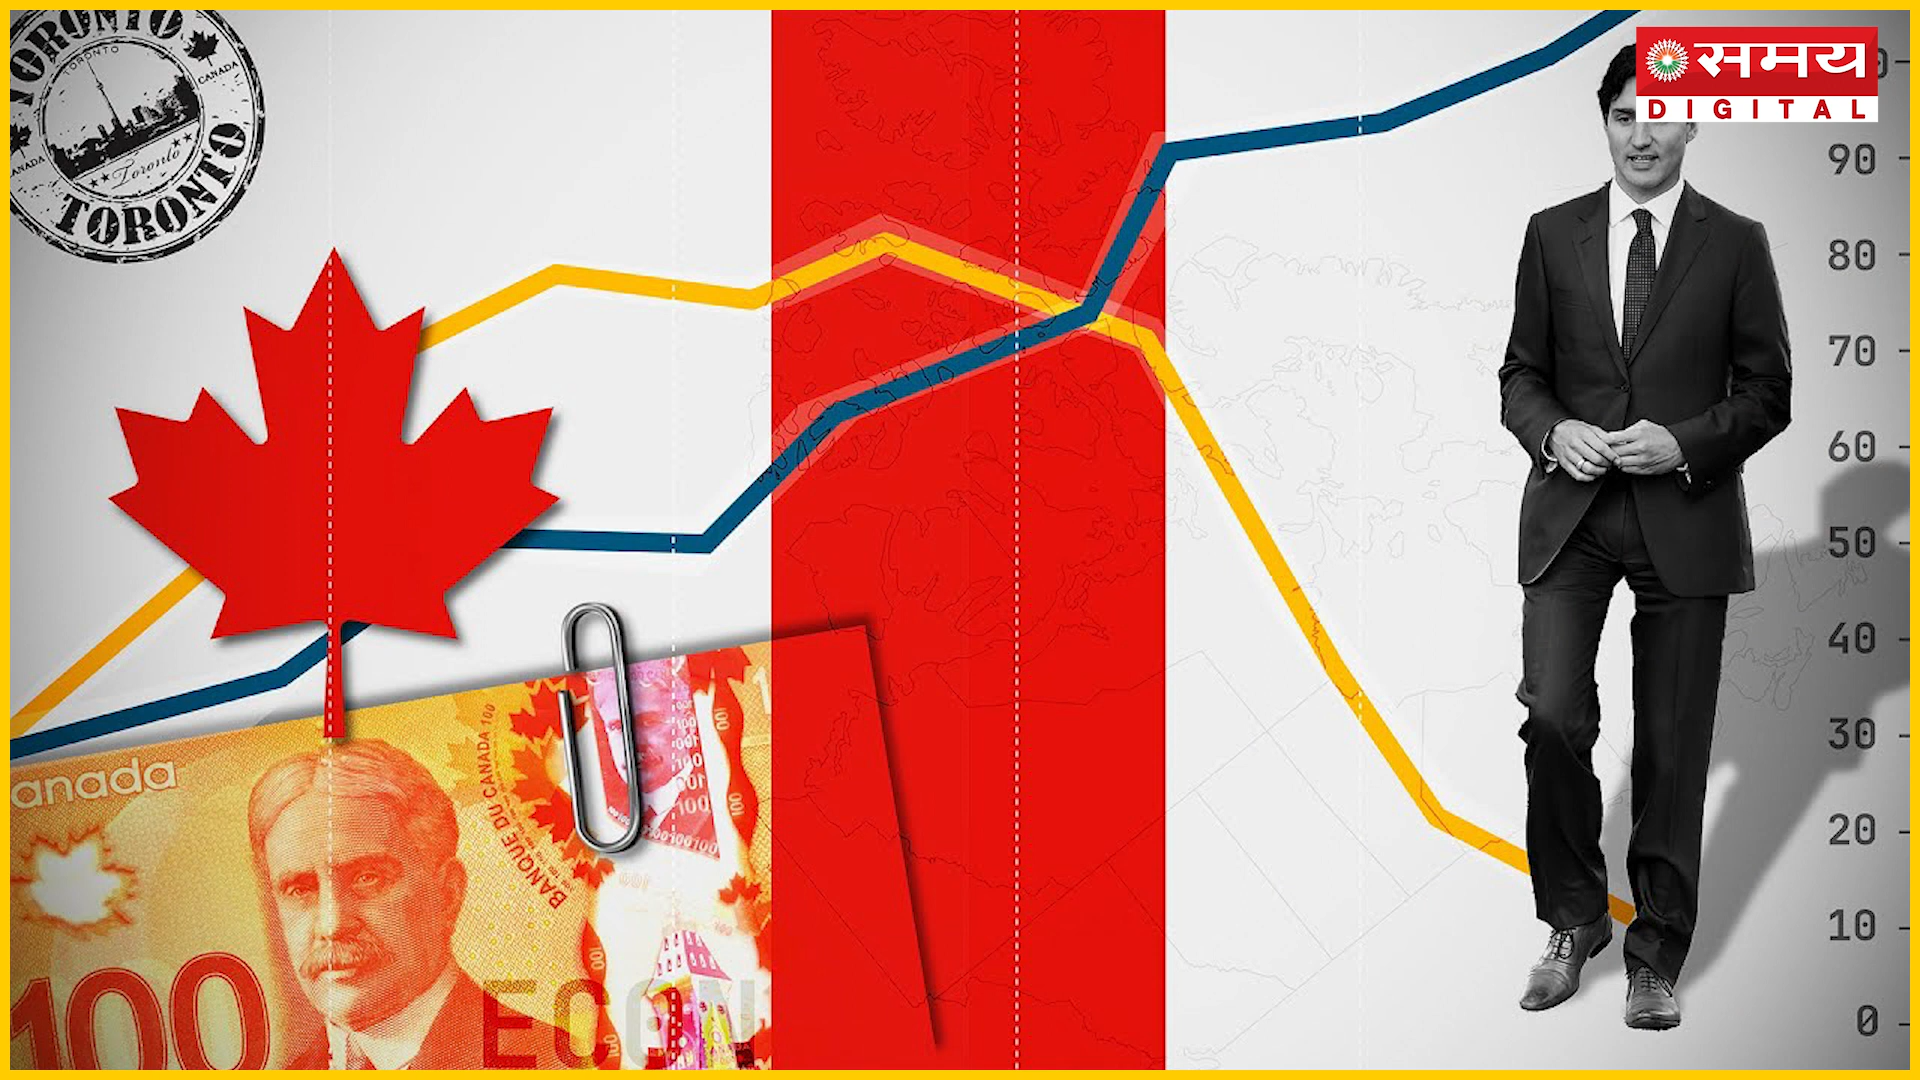 TORONTO
TORONTO
CANADA
Toronto
TORONTO
समय
DIGITAL
90
80
70
60
50
40
30
20
10
0
anada
BANQUE DU CANADA 100
100
ECON